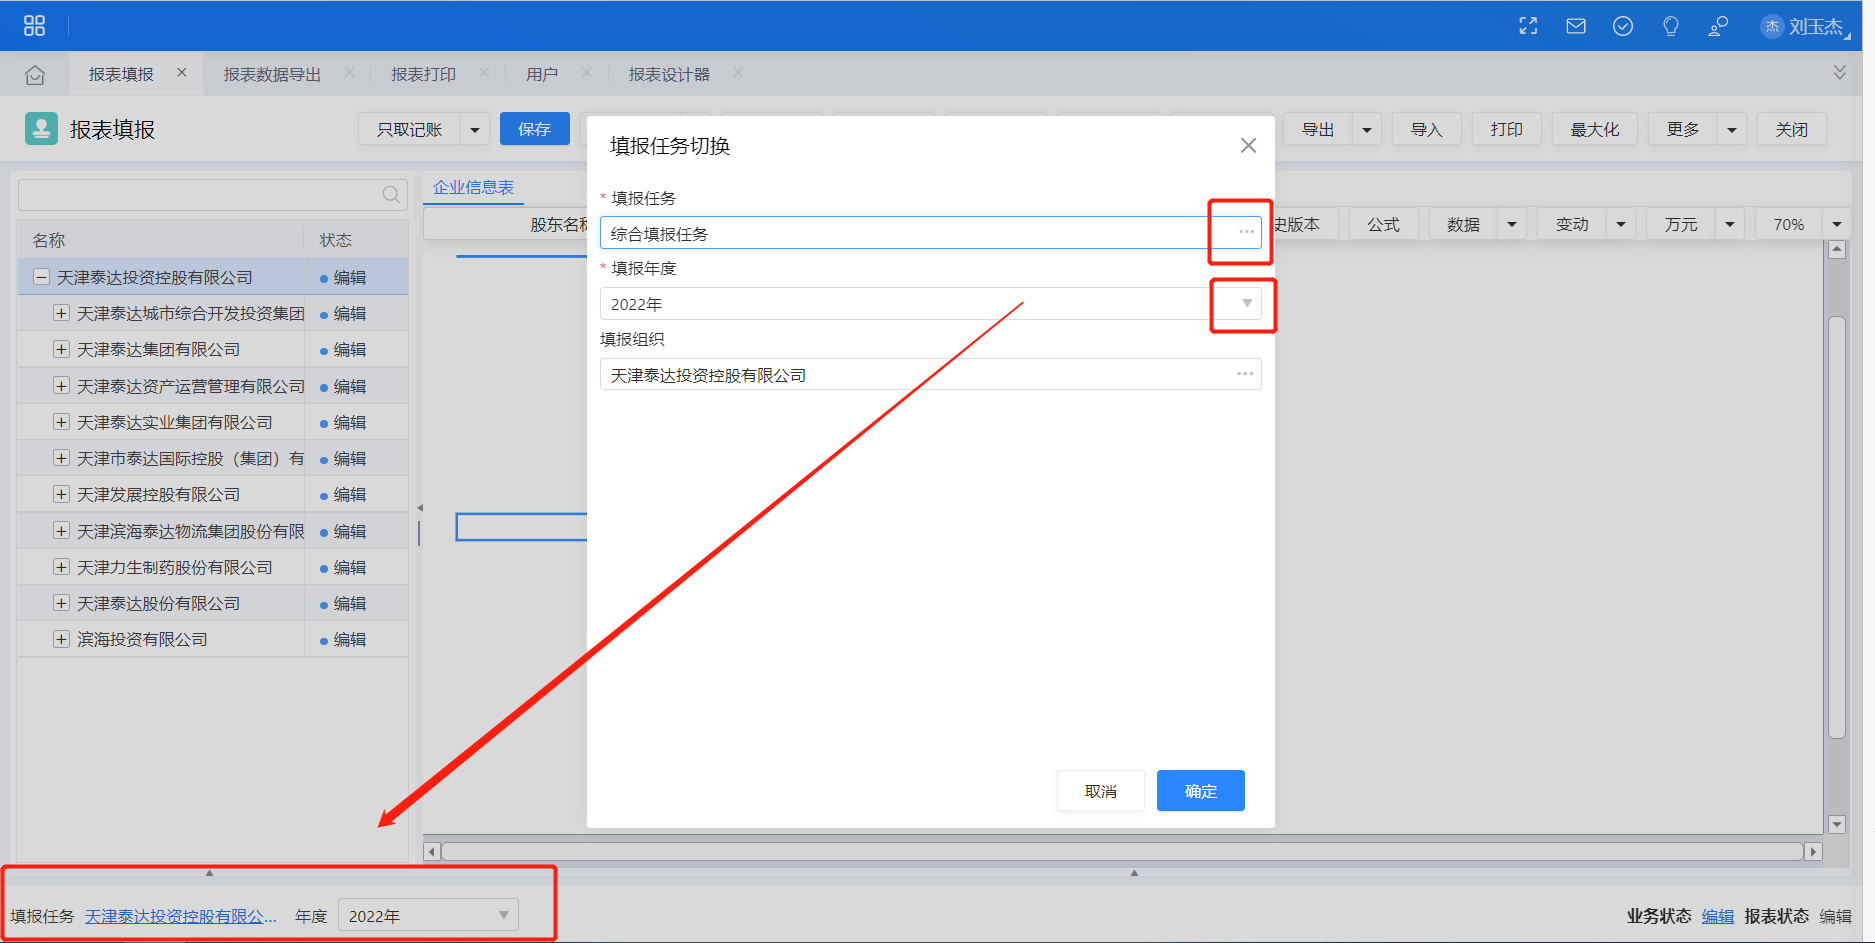 杰 刘玉杰
报表填报 报表数据导出 报表打印 用户 报表设计器
报表填报 只取记账 保存 导出 导入 打印 最大化 更多 关闭
填报任务切换
* 填报任务
综合填报任务
* 填报年度
2022年
填报组织
天津泰达投资控股有限公司
取消 确定
企业信息表
股东名称
史版本 公式 数据 变动 万元 70%
名称 状态
天津泰达投资控股有限公司 编辑
天津泰达城市综合开发投资集团 编辑
天津泰达集团有限公司 编辑
天津泰达资产运营管理有限公司 编辑
天津泰达实业集团有限公司 编辑
天津市泰达国际控股（集团）有 编辑
天津发展控股有限公司 编辑
天津滨海泰达物流集团股份有限 编辑
天津力生制药股份有限公司 编辑
天津泰达股份有限公司 编辑
滨海投资有限公司 编辑
填报任务 天津泰达投资控股有限公... 年度 2022年 业务状态 编辑 报表状态 编辑